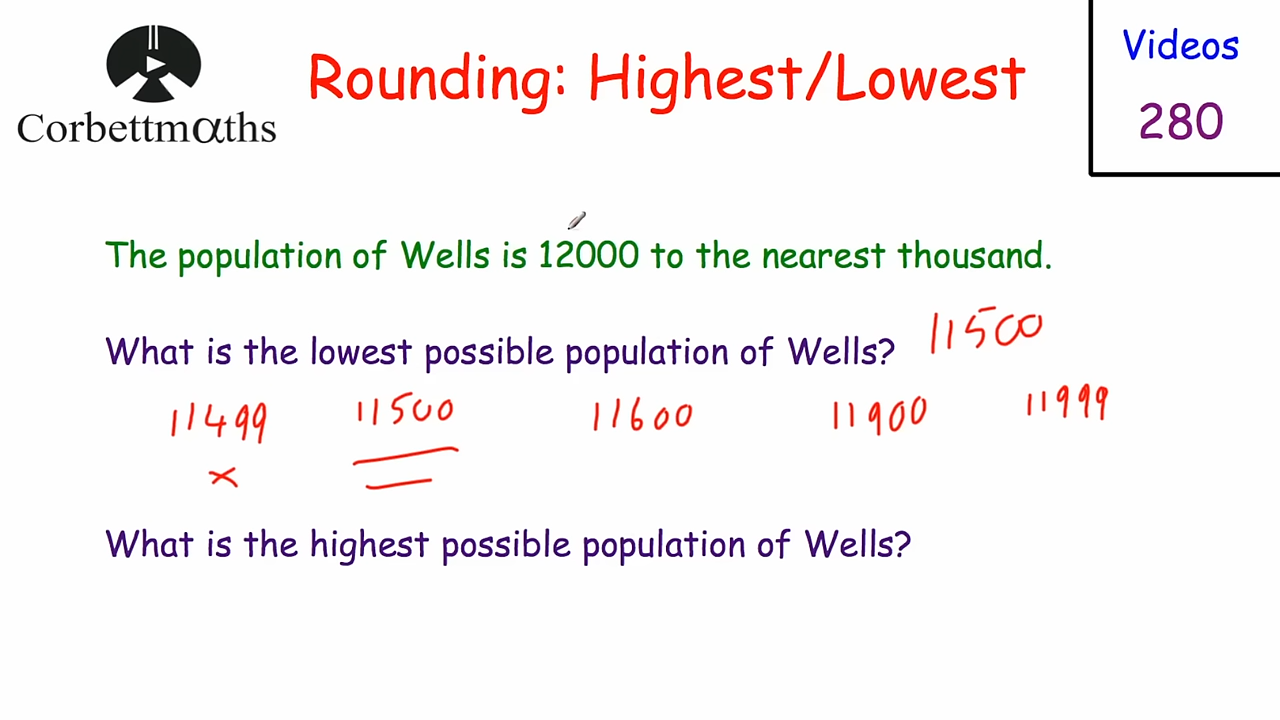 Corbettmαths
Rounding: Highest/Lowest
Videos
280
The population of Wells is 12000 to the nearest thousand.
What is the lowest possible population of Wells? 11500
11499 11500 11600 11900 11999
×
What is the highest possible population of Wells?